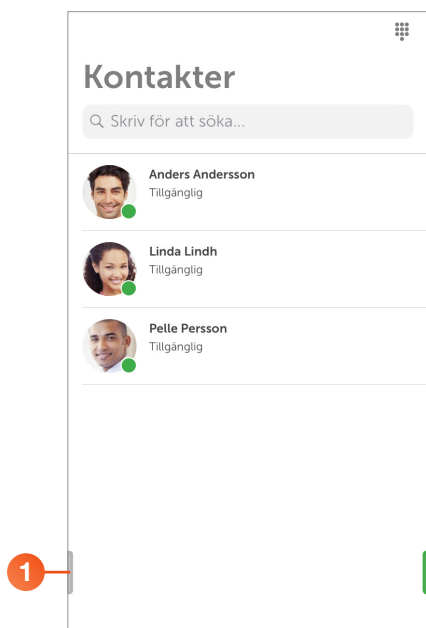 Kontakter
Skriv för att söka...
Anders Andersson
Tillgänglig
Linda Lindh
Tillgänglig
Pelle Persson
Tillgänglig
1